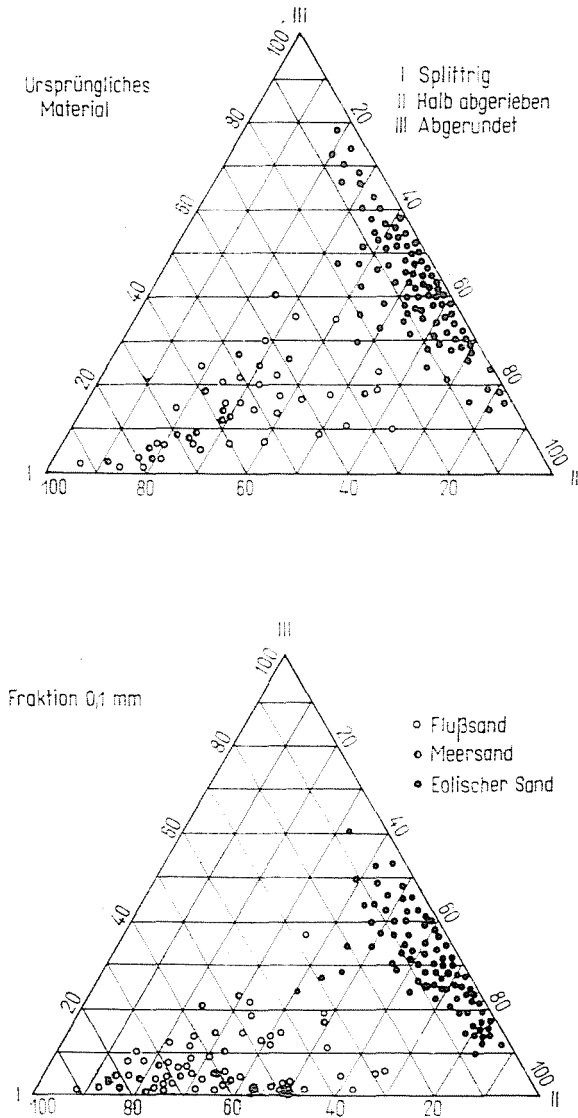 III
100
Ursprüngliches
Material
I Splittrig
II Halb abgerieben
III Abgerundet
80
20
60
40
40
60
20
80
100
I
100
80
60
40
20
II
III
100
Fraktion 0,1 mm
○ Flußsand
Meersand
Eolischer Sand
80
20
60
40
40
60
20
80
100
I
100
80
60
40
20
II